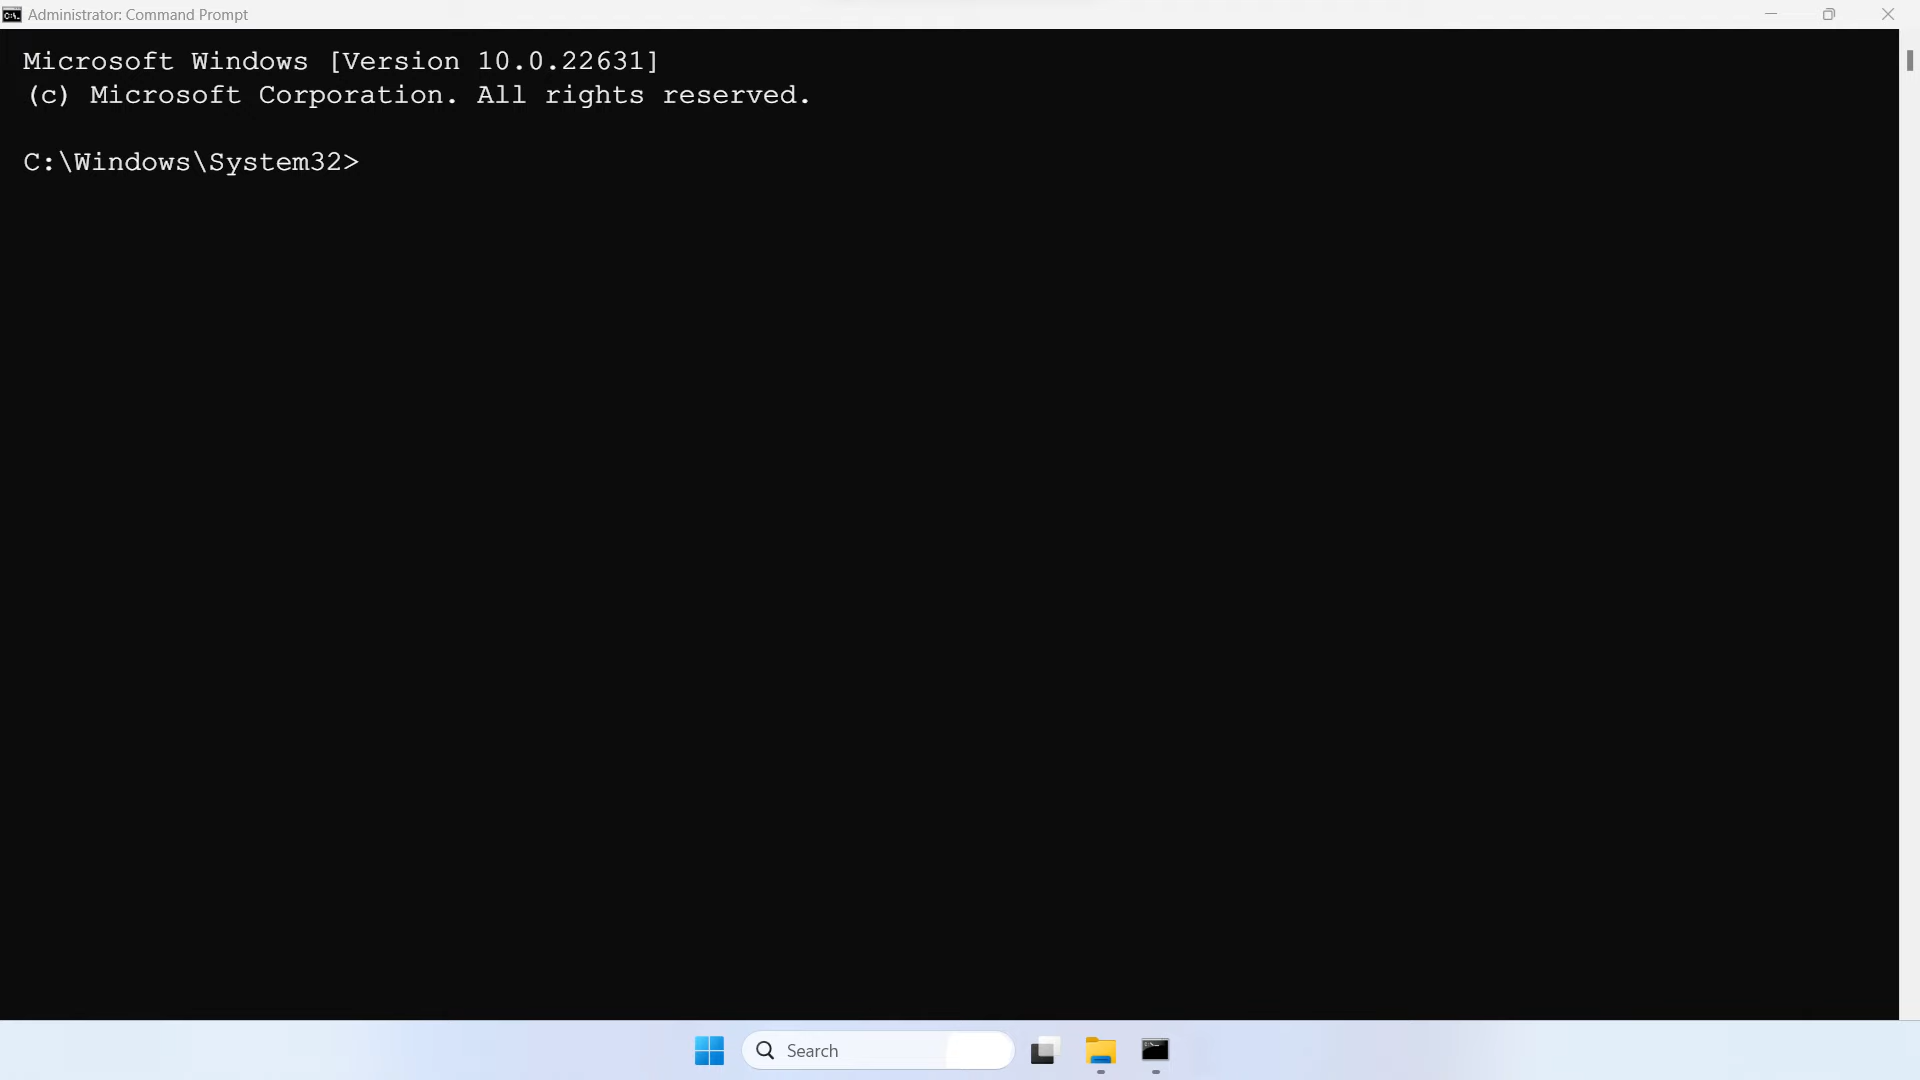 Administrator: Command Prompt
Microsoft Windows [Version 10.0.22631]
(c) Microsoft Corporation. All rights reserved.
C:\Windows\System32>
Search